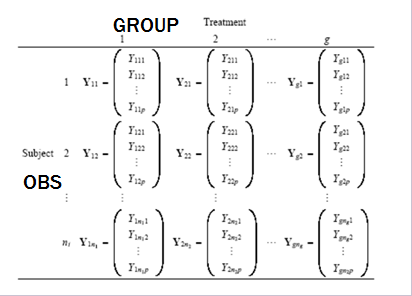 GROUP Treatment
1 2 ⋯ g
Y111 Y211 Yg11
1 Y11 = Y112 Y21 = Y212 ⋯ Yg1 = Yg12
⋮ ⋮ ⋮
Y11p Y21p Yg1p
Y121 Y221 Yg21
Subject 2 Y12 = Y122 Y22 = Y222 ⋯ Yg2 = Yg22
⋮ ⋮ ⋮
OBS Y12p Y22p Yg2p
⋮ ⋮ ⋮ ⋮
Y1n₁1 Y2n₂1 Ygng1
ni Y1n₁ = Y1n₁2 Y2n₂ = Y2n₂2 ⋯ Ygng = Ygng2
⋮ ⋮ ⋮
Y1n₁p Y2n₂p Ygngp